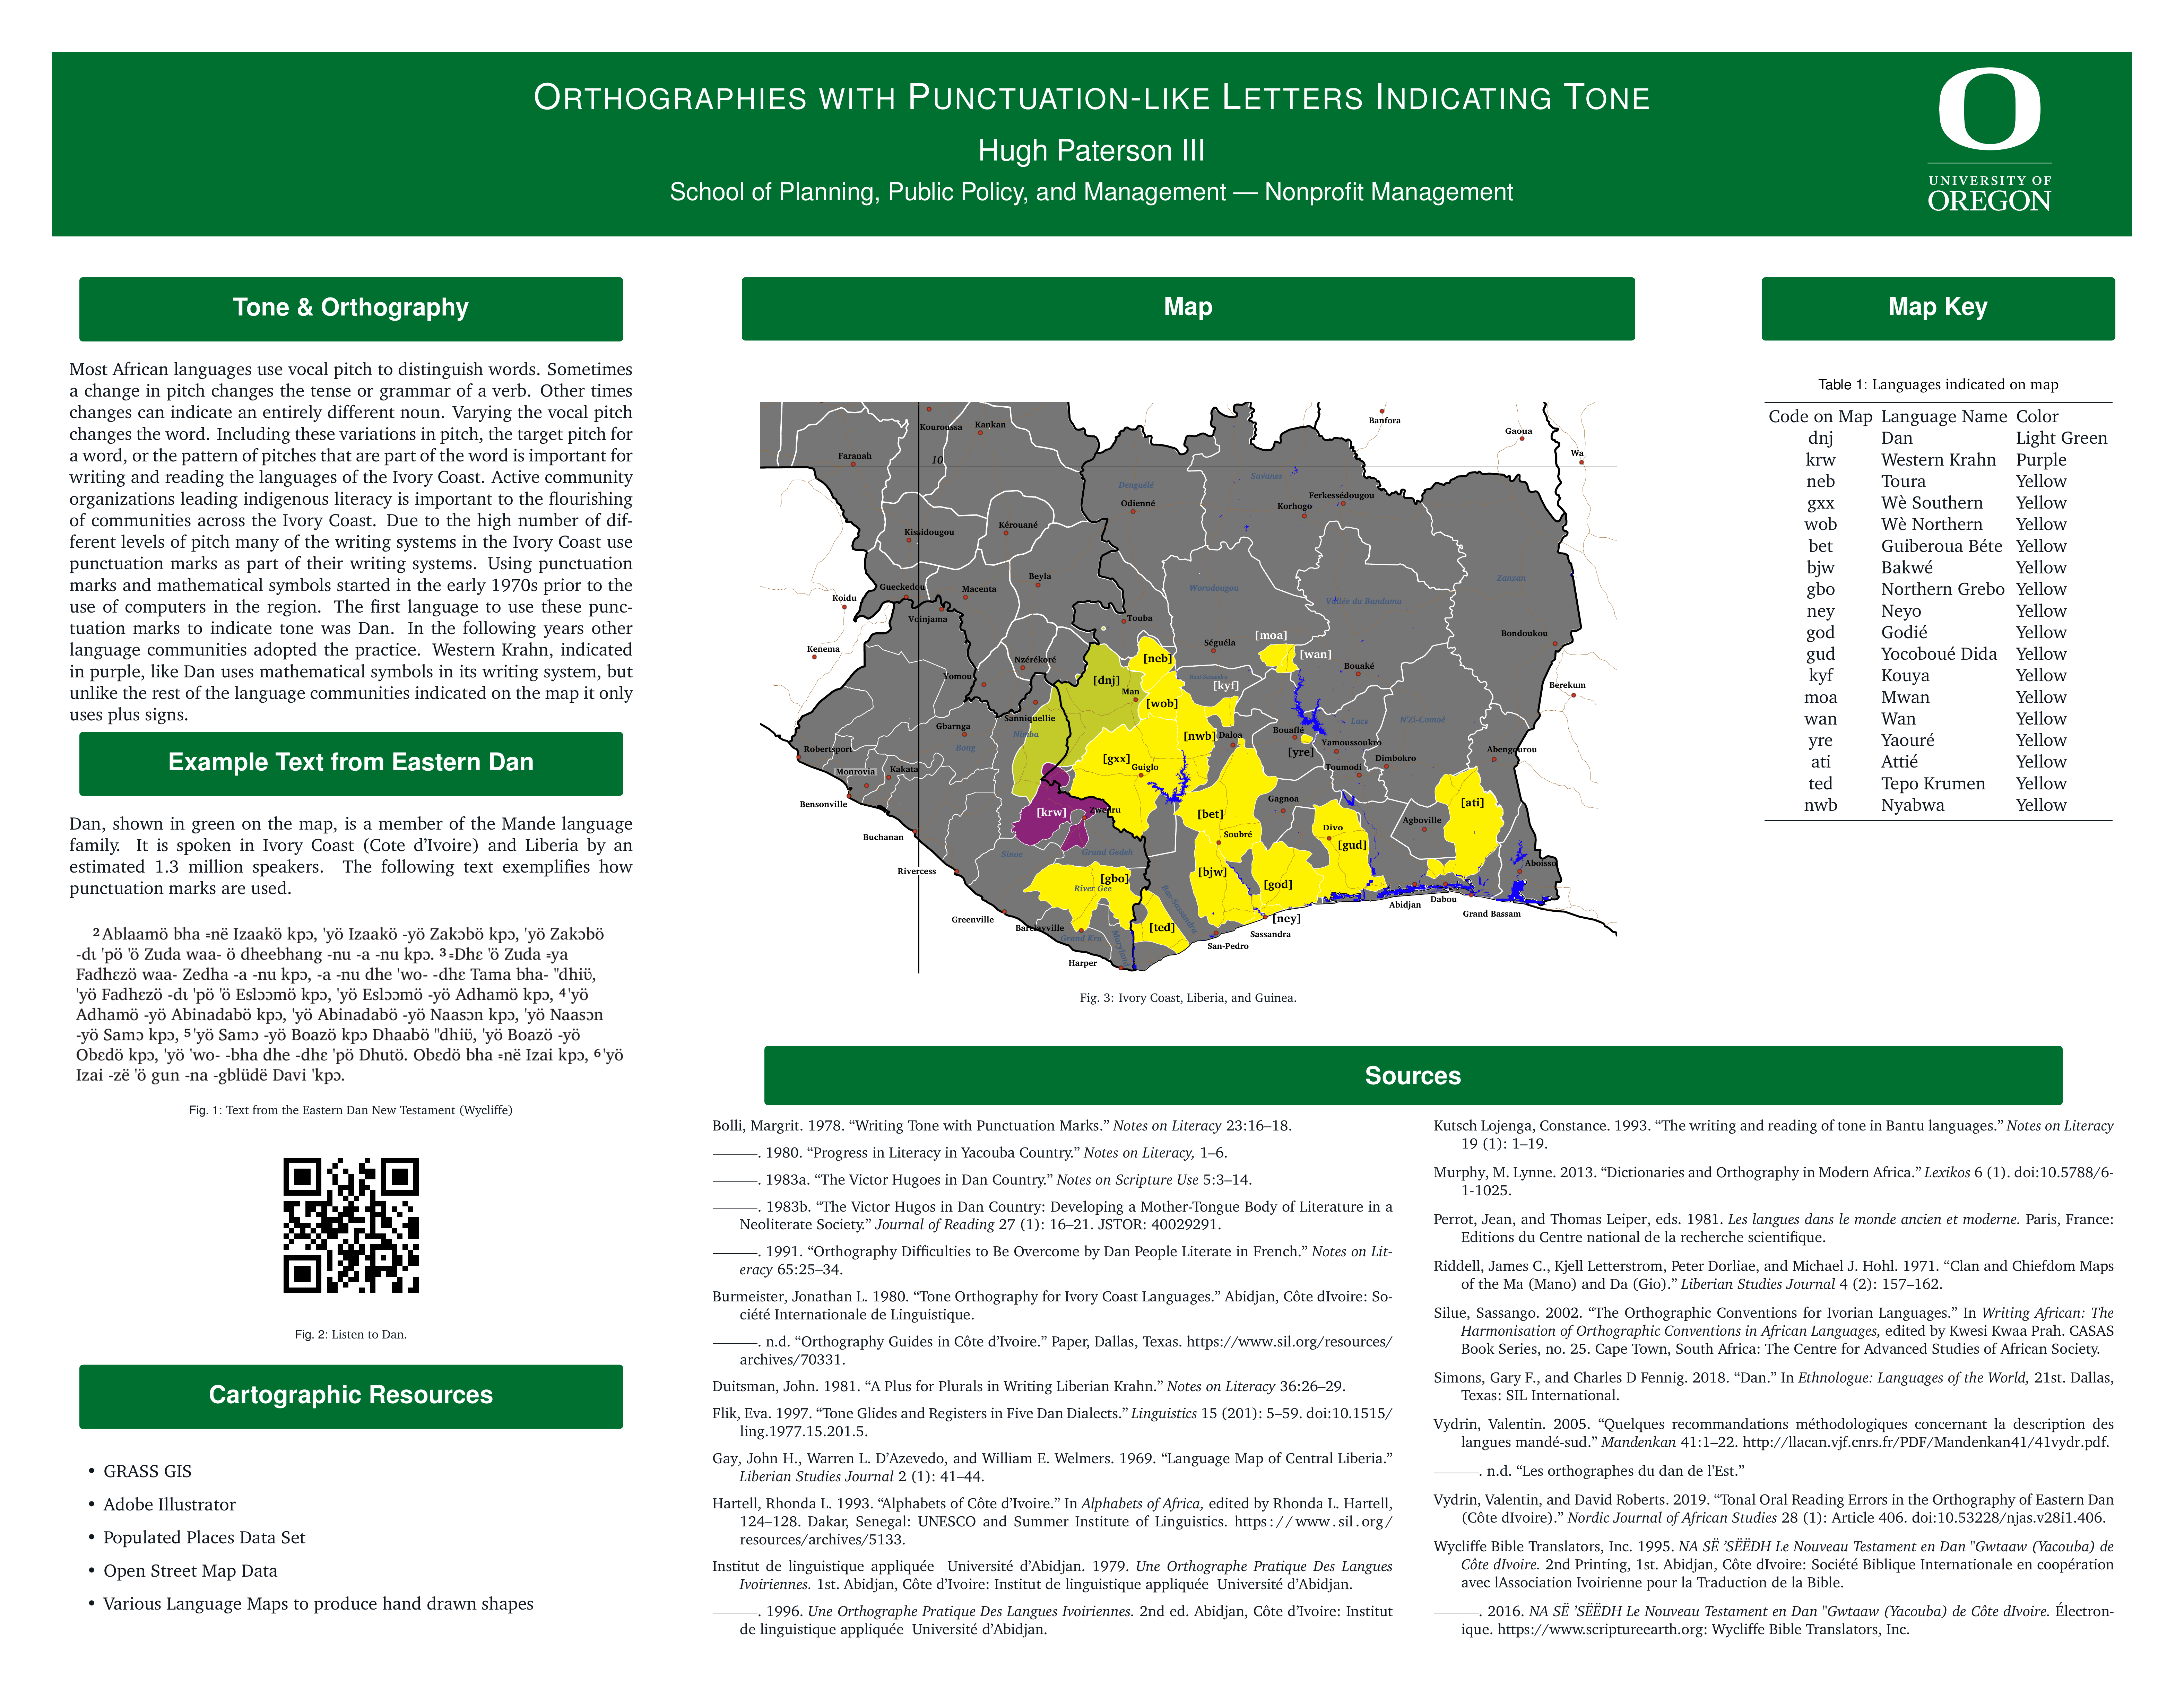 ORTHOGRAPHIES WITH PUNCTUATION-LIKE LETTERS INDICATING TONE
Hugh Paterson III
School of Planning, Public Policy, and Management — Nonprofit Management
O
UNIVERSITY OF
OREGON
Tone & Orthography
Most African languages use vocal pitch to distinguish words. Sometimes
a change in pitch changes the tense or grammar of a verb. Other times
changes can indicate an entirely different noun. Varying the vocal pitch
changes the word. Including these variations in pitch, the target pitch for
a word, or the pattern of pitches that are part of the word is important for
writing and reading the languages of the Ivory Coast. Active community
organizations leading indigenous literacy is important to the flourishing
of communities across the Ivory Coast. Due to the high number of dif-
ferent levels of pitch many of the writing systems in the Ivory Coast use
punctuation marks as part of their writing systems. Using punctuation
marks and mathematical symbols started in the early 1970s prior to the
use of computers in the region. The first language to use these punc-
tuation marks to indicate tone was Dan. In the following years other
language communities adopted the practice. Western Krahn, indicated
in purple, like Dan uses mathematical symbols in its writing system, but
unlike the rest of the language communities indicated on the map it only
uses plus signs.
Example Text from Eastern Dan
Dan, shown in green on the map, is a member of the Mande language
family. It is spoken in Ivory Coast (Cote d'Ivoire) and Liberia by an
estimated 1.3 million speakers. The following text exemplifies how
punctuation marks are used.
2 Ablaamö bha =në Izaakö kpɔ, 'yö Izaakö -yö Zakɔbö kpɔ, 'yö Zakɔbö
-dɩ 'pö 'ö Zuda waa- ö dheebhang -nu -a -nu kpɔ. 3 =Dhɛ 'ö Zuda =ya
Fadhɛzö waa- Zedha -a -nu kpɔ, -a -nu dhe 'wo- -dhɛ Tama bha- "dhiʋ̈,
'yö Fadhɛzö -dɩ 'pö 'ö Eslɔɔmö kpɔ, 'yö Eslɔɔmö -yö Adhamö kpɔ, 4 'yö
Adhamö -yö Abinadabö kpɔ, 'yö Abinadabö -yö Naasɔn kpɔ, 'yö Naasɔn
-yö Samɔ kpɔ, 5 'yö Samɔ -yö Boazö kpɔ Dhaabö "dhiʋ̈, 'yö Boazö -yö
Obɛdö kpɔ, 'yö 'wo- -bha dhe -dhɛ 'pö Dhutö. Obɛdö bha =në Izai kpɔ, 6 'yö
Izai -zë 'ö gun -na -gblüdë Davi 'kpɔ.
Fig. 1: Text from the Eastern Dan New Testament (Wycliffe)
Fig. 2: Listen to Dan.
Cartographic Resources
• GRASS GIS
• Adobe Illustrator
• Populated Places Data Set
• Open Street Map Data
• Various Language Maps to produce hand drawn shapes
Map
Banfora
Kouroussa
Kankan
Gaoua
Faranah
10
Wa
Denguélé
Savanes
Odienné
Ferkessédougou
Korhogo
Kissidougou
Kérouané
Beyla
Zanzan
Gueckedou
Macenta
Worodougou
Koidu
Vallée du Bandama
Voinjama
Touba
Bondoukou
[moa]
Kenema
Séguéla
[wan]
Nzérékoré
[neb]
Bouaké
Yomou
[dnj]
[kyf]
Berekum
Man
[wob]
Sanniquellie
Lacs
N'Zi-Comoé
Gbarnga
Nimba
[nwb]
Daloa
Bouaflé
Bong
Yamoussoukro
Robertsport
[yre]
Abengourou
[gxx]
Guiglo
Toumodi
Dimbokro
Monrovia
Kakata
Bensonville
Gagnoa
[ati]
[krw]
Zwedru
[bet]
Agboville
Buchanan
Soubré
Divo
[gud]
Sinoe
Grand Gedeh
Aboisso
Rivercess
[gbo]
[bjw]
[god]
River Gee
Bas-Sassandra
Dabou
Abidjan
Grand Bassam
Greenville
[ney]
Barclayville
[ted]
Sassandra
Grand Kru
Maryland
San-Pedro
Harper
Fig. 3: Ivory Coast, Liberia, and Guinea.
Map Key
Table 1: Languages indicated on map
Code on Map Language Name Color
dnj Dan Light Green
krw Western Krahn Purple
neb Toura Yellow
gxx Wè Southern Yellow
wob Wè Northern Yellow
bet Guiberoua Béte Yellow
bjw Bakwé Yellow
gbo Northern Grebo Yellow
ney Neyo Yellow
god Godié Yellow
gud Yocoboué Dida Yellow
kyf Kouya Yellow
moa Mwan Yellow
wan Wan Yellow
yre Yaouré Yellow
ati Attié Yellow
ted Tepo Krumen Yellow
nwb Nyabwa Yellow
Sources
Bolli, Margrit. 1978. “Writing Tone with Punctuation Marks.” Notes on Literacy 23:16–18.
———. 1980. “Progress in Literacy in Yacouba Country.” Notes on Literacy, 1–6.
———. 1983a. “The Victor Hugoes in Dan Country.” Notes on Scripture Use 5:3–14.
———. 1983b. “The Victor Hugos in Dan Country: Developing a Mother-Tongue Body of Literature in a
Neoliterate Society.” Journal of Reading 27 (1): 16–21. JSTOR: 40029291.
———. 1991. “Orthography Difficulties to Be Overcome by Dan People Literate in French.” Notes on Lit-
eracy 65:25–34.
Burmeister, Jonathan L. 1980. “Tone Orthography for Ivory Coast Languages.” Abidjan, Côte dIvoire: So-
ciété Internationale de Linguistique.
———. n.d. “Orthography Guides in Côte d'Ivoire.” Paper, Dallas, Texas. https://www.sil.org/resources/
archives/70331.
Duitsman, John. 1981. “A Plus for Plurals in Writing Liberian Krahn.” Notes on Literacy 36:26–29.
Flik, Eva. 1997. “Tone Glides and Registers in Five Dan Dialects.” Linguistics 15 (201): 5–59. doi:10.1515/
ling.1977.15.201.5.
Gay, John H., Warren L. D'Azevedo, and William E. Welmers. 1969. “Language Map of Central Liberia.”
Liberian Studies Journal 2 (1): 41–44.
Hartell, Rhonda L. 1993. “Alphabets of Côte d'Ivoire.” In Alphabets of Africa, edited by Rhonda L. Hartell,
124–128. Dakar, Senegal: UNESCO and Summer Institute of Linguistics. https://www.sil.org/
resources/archives/5133.
Institut de linguistique appliquée Université d'Abidjan. 1979. Une Orthographe Pratique Des Langues
Ivoiriennes. 1st. Abidjan, Côte d'Ivoire: Institut de linguistique appliquée Université d'Abidjan.
———. 1996. Une Orthographe Pratique Des Langues Ivoiriennes. 2nd ed. Abidjan, Côte d'Ivoire: Institut
de linguistique appliquée Université d'Abidjan.
Kutsch Lojenga, Constance. 1993. “The writing and reading of tone in Bantu languages.” Notes on Literacy
19 (1): 1–19.
Murphy, M. Lynne. 2013. “Dictionaries and Orthography in Modern Africa.” Lexikos 6 (1). doi:10.5788/6-
1-1025.
Perrot, Jean, and Thomas Leiper, eds. 1981. Les langues dans le monde ancien et moderne. Paris, France:
Editions du Centre national de la recherche scientifique.
Riddell, James C., Kjell Letterstrom, Peter Dorliae, and Michael J. Hohl. 1971. “Clan and Chiefdom Maps
of the Ma (Mano) and Da (Gio).” Liberian Studies Journal 4 (2): 157–162.
Silue, Sassango. 2002. “The Orthographic Conventions for Ivorian Languages.” In Writing African: The
Harmonisation of Orthographic Conventions in African Languages, edited by Kwesi Kwaa Prah. CASAS
Book Series, no. 25. Cape Town, South Africa: The Centre for Advanced Studies of African Society.
Simons, Gary F., and Charles D Fennig. 2018. “Dan.” In Ethnologue: Languages of the World, 21st. Dallas,
Texas: SIL International.
Vydrin, Valentin. 2005. “Quelques recommandations méthodologiques concernant la description des
langues mandé-sud.” Mandenkan 41:1–22. http://llacan.vjf.cnrs.fr/PDF/Mandenkan41/41vydr.pdf.
———. n.d. “Les orthographes du dan de l'Est.”
Vydrin, Valentin, and David Roberts. 2019. “Tonal Oral Reading Errors in the Orthography of Eastern Dan
(Côte dIvoire).” Nordic Journal of African Studies 28 (1): Article 406. doi:10.53228/njas.v28i1.406.
Wycliffe Bible Translators, Inc. 1995. NA SË 'SËËDH Le Nouveau Testament en Dan "Gwtaaw (Yacouba) de
Côte dIvoire. 2nd Printing, 1st. Abidjan, Côte dIvoire: Société Biblique Internationale en coopération
avec lAssociation Ivoirienne pour la Traduction de la Bible.
———. 2016. NA SË 'SËËDH Le Nouveau Testament en Dan "Gwtaaw (Yacouba) de Côte dIvoire. Électron-
ique. https://www.scriptureearth.org: Wycliffe Bible Translators, Inc.